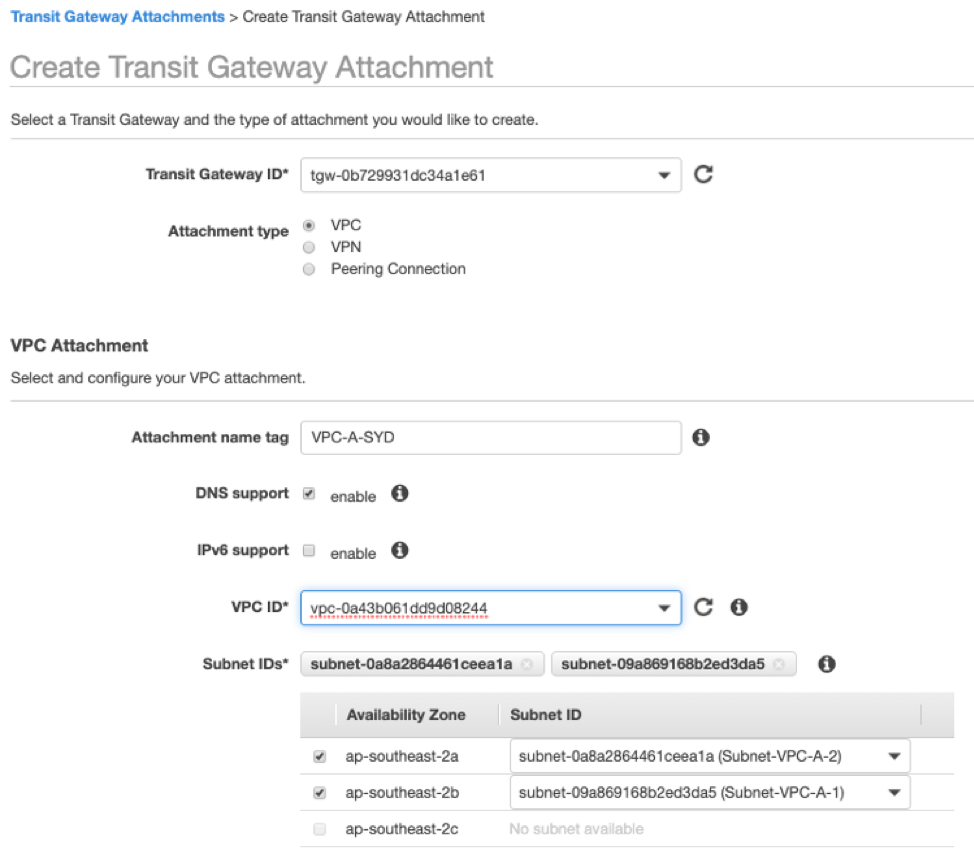 Transit Gateway Attachments > Create Transit Gateway Attachment
Create Transit Gateway Attachment
Select a Transit Gateway and the type of attachment you would like to create.
Transit Gateway ID* tgw-0b729931dc34a1e61
Attachment type VPC
VPN
Peering Connection
VPC Attachment
Select and configure your VPC attachment.
Attachment name tag VPC-A-SYD
DNS support enable
IPv6 support enable
VPC ID* vpc-0a43b061dd9d08244
Subnet IDs* subnet-0a8a2864461ceea1a subnet-09a869168b2ed3da5
Availability Zone Subnet ID
ap-southeast-2a subnet-0a8a2864461ceea1a (Subnet-VPC-A-2)
ap-southeast-2b subnet-09a869168b2ed3da5 (Subnet-VPC-A-1)
ap-southeast-2c No subnet available